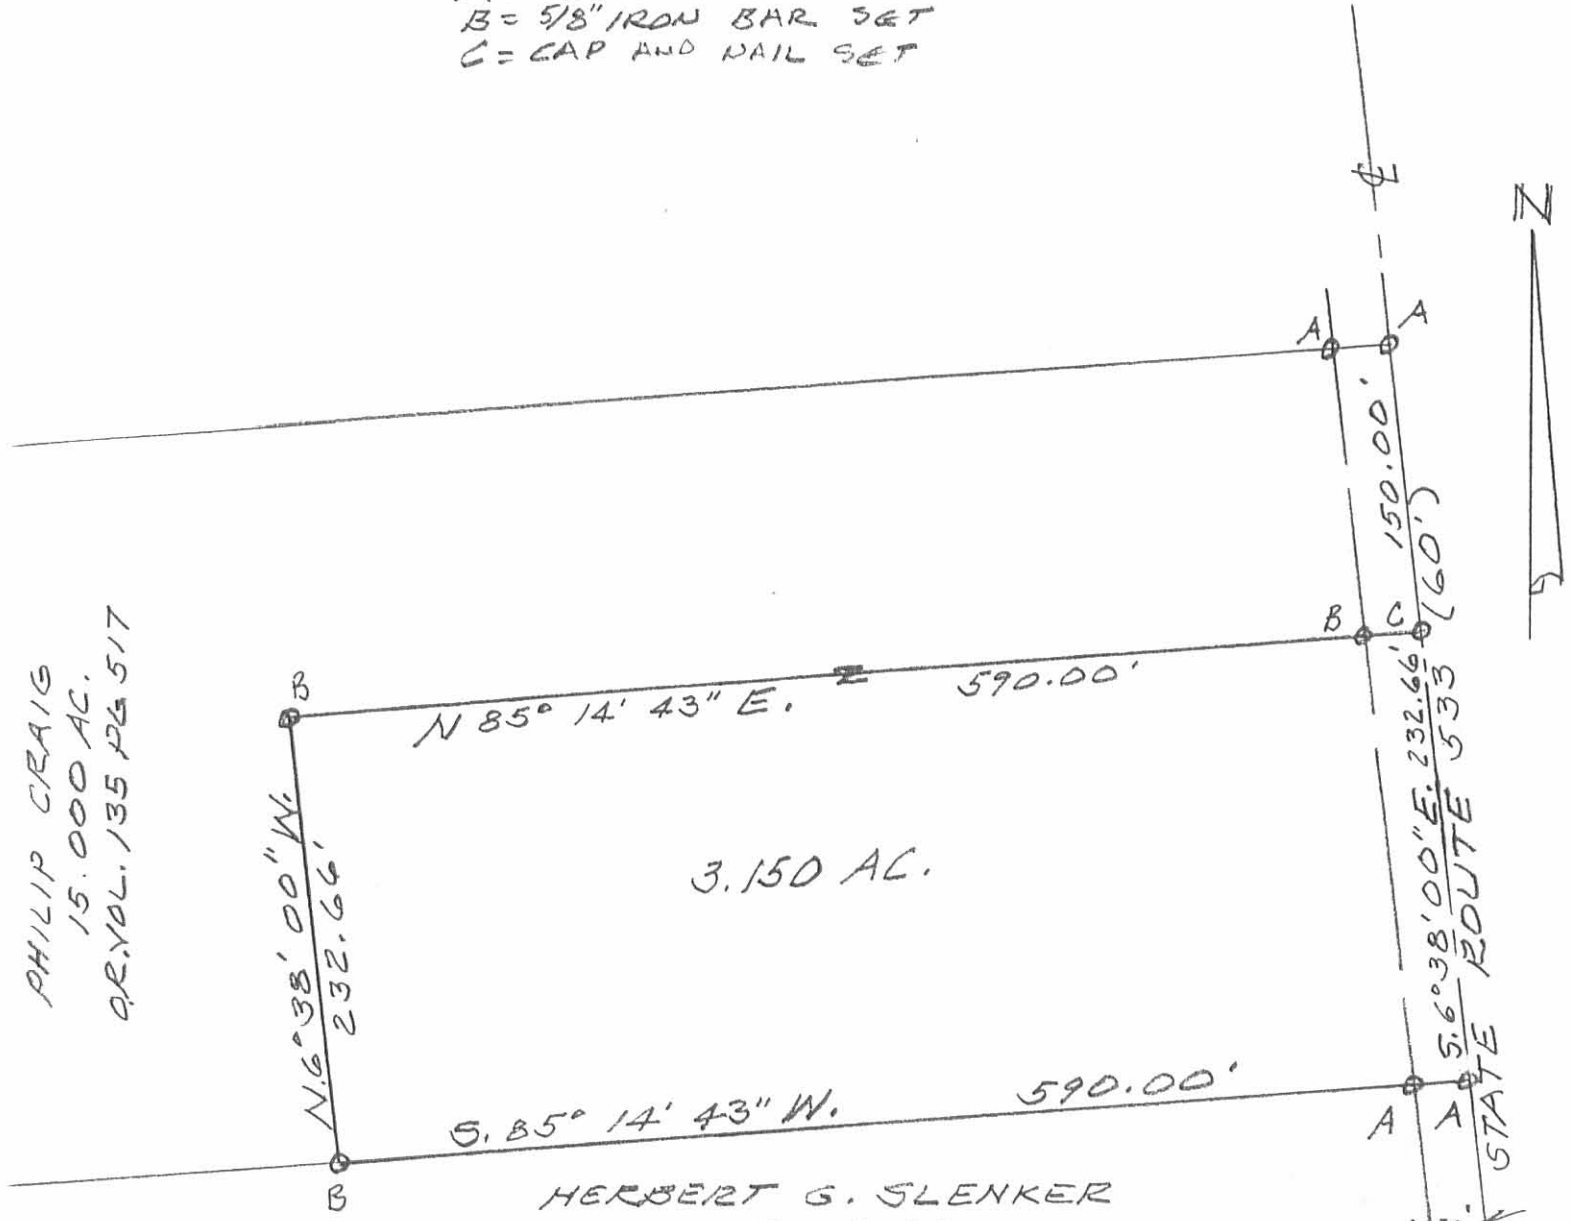 B = 5/8" IRON BAR SET
C = CAP AND NAIL SET
℄
N
A
A
150.00'
(60')
B
C
B
N 85° 14' 43" E.
590.00'
PHILIP CRAIG
15.000 AC.
O.R.VOL. 135 PG 517
N.6° 38' 00" W.
232.66'
3.150 AC.
S.6° 38' 00" E. 232.66'
STATE ROUTE 533
S. 85° 14' 43" W.
590.00'
A
A
B
HERBERT G. SLENKER